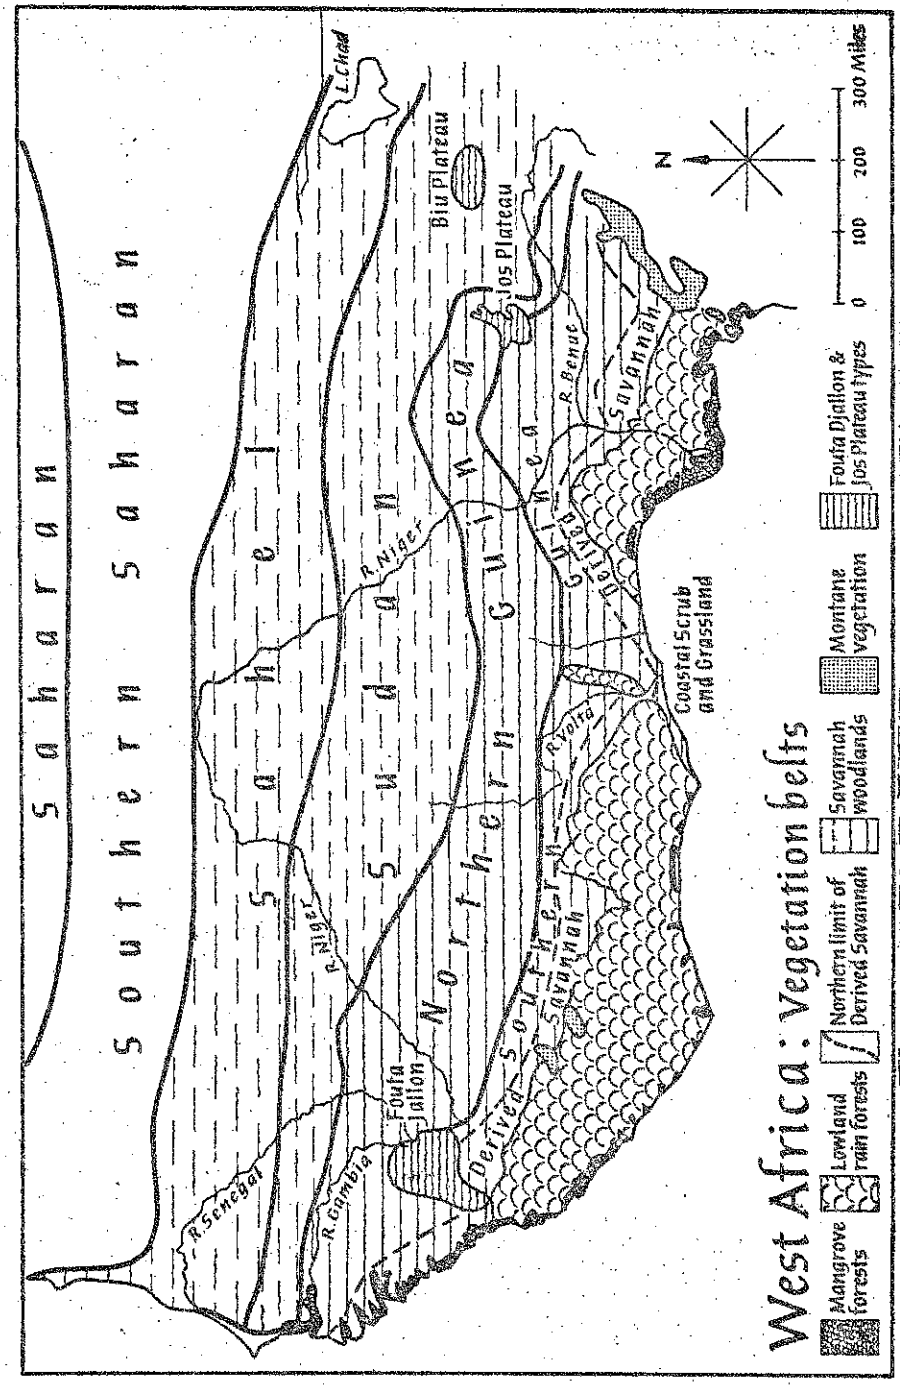 Saharan
Southern Saharan
Sahel
Sudan
Northern Guinea
Southern Guinea
Derived Savannah
Derived
Savannah
L. Chad
Biu Plateau
Jos Plateau
R. Niger
R. Niger
R. Senegal
R. Gambia
Fouta
Jallon
R. Volta
R. Benue
Coastal Scrub
and Grassland
N
0 100 200 300 Miles
West Africa: Vegetation belts
Mangrove
forests
Lowland
rain forests
Northern limit of
Derived Savannah
Savannah
woodlands
Montane
vegetation
Fouta Djallon &
Jos Plateau types